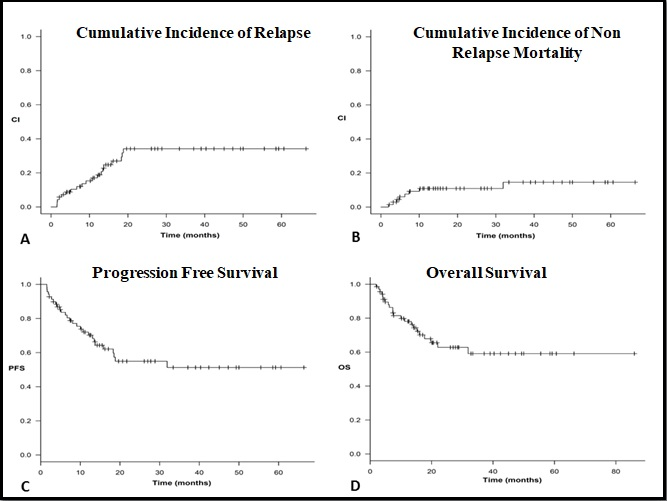 Cumulative Incidence of Relapse
1.0
0.8
0.6
CI
0.4
0.2
0.0
0 10 20 30 40 50 60
Time (months)
A
Cumulative Incidence of Non
Relapse Mortality
1.0
0.8
0.6
CI
0.4
0.2
0.0
0 10 20 30 40 50 60
Time (months)
B
Progression Free Survival
1.0
0.8
0.6
PFS
0.4
0.2
0.0
0 10 20 30 40 50 60
Time (months)
C
Overall Survival
1.0
0.8
0.6
OS
0.4
0.2
0.0
0 20 40 60 80
Time (months)
D